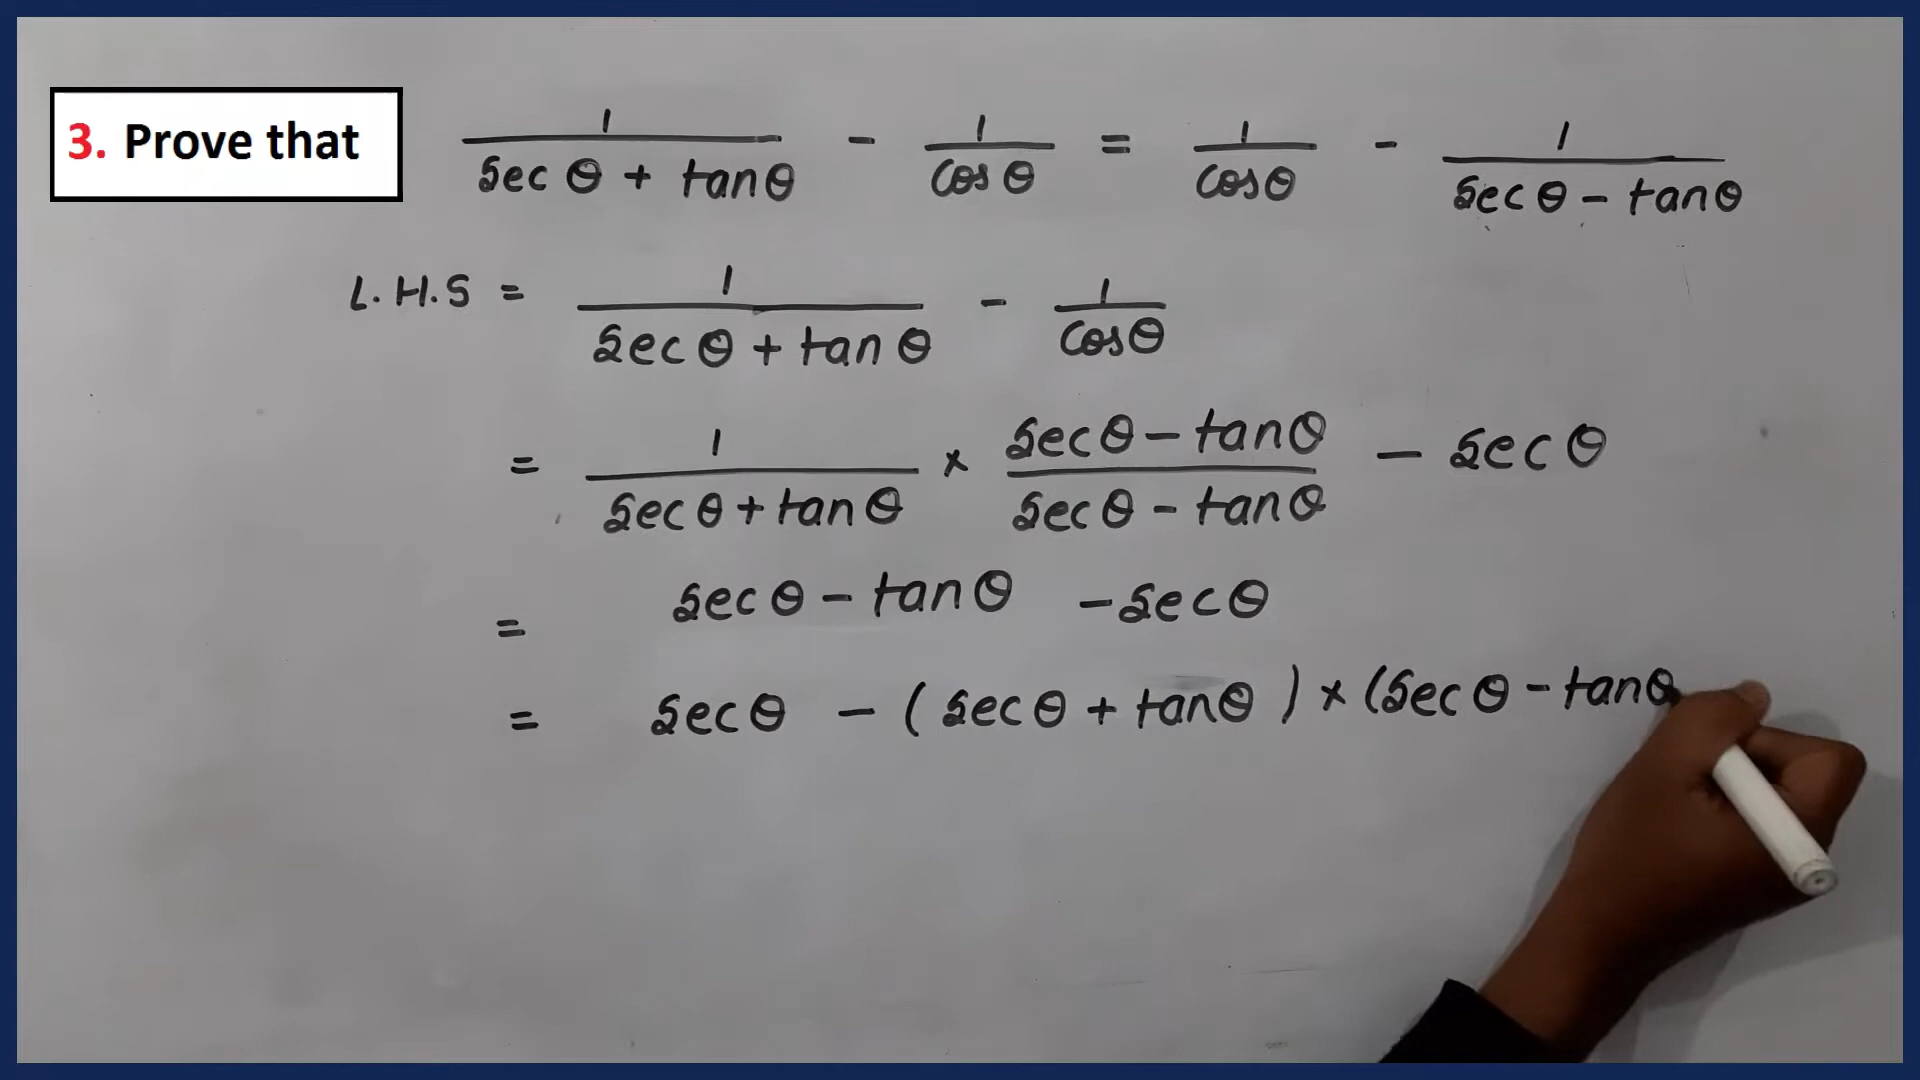 3. Prove that 1/(sec θ + tan θ) - 1/cos θ = 1/cos θ - 1/(sec θ - tan θ)
L.H.S = 1/(sec θ + tan θ) - 1/cos θ
= 1/(sec θ + tan θ) × (sec θ - tan θ)/(sec θ - tan θ) - sec θ
= sec θ - tan θ - sec θ
= sec θ - (sec θ + tan θ) × (sec θ - tan θ